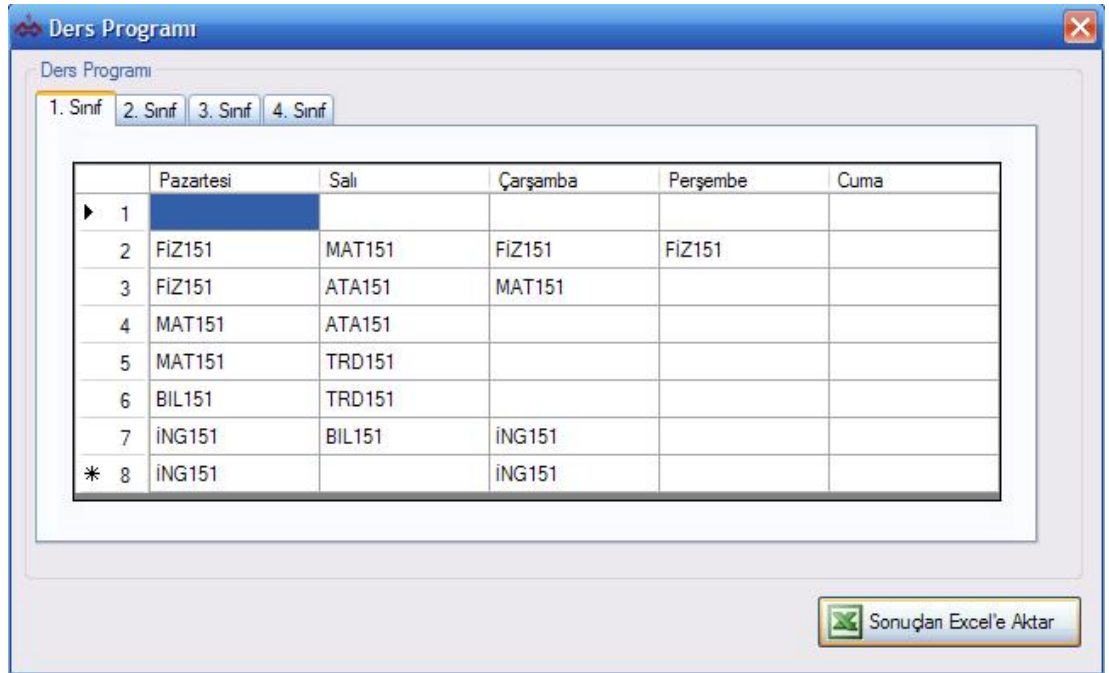 Ders Programı
Ders Programı
1. Sınıf 2. Sınıf 3. Sınıf 4. Sınıf
Pazartesi Salı Çarşamba Perşembe Cuma
1
2 FİZ151 MAT151 FİZ151 FİZ151
3 FİZ151 ATA151 MAT151
4 MAT151 ATA151
5 MAT151 TRD151
6 BIL151 TRD151
7 İNG151 BIL151 İNG151
* 8 İNG151 İNG151
Sonuçları Excel'e Aktar